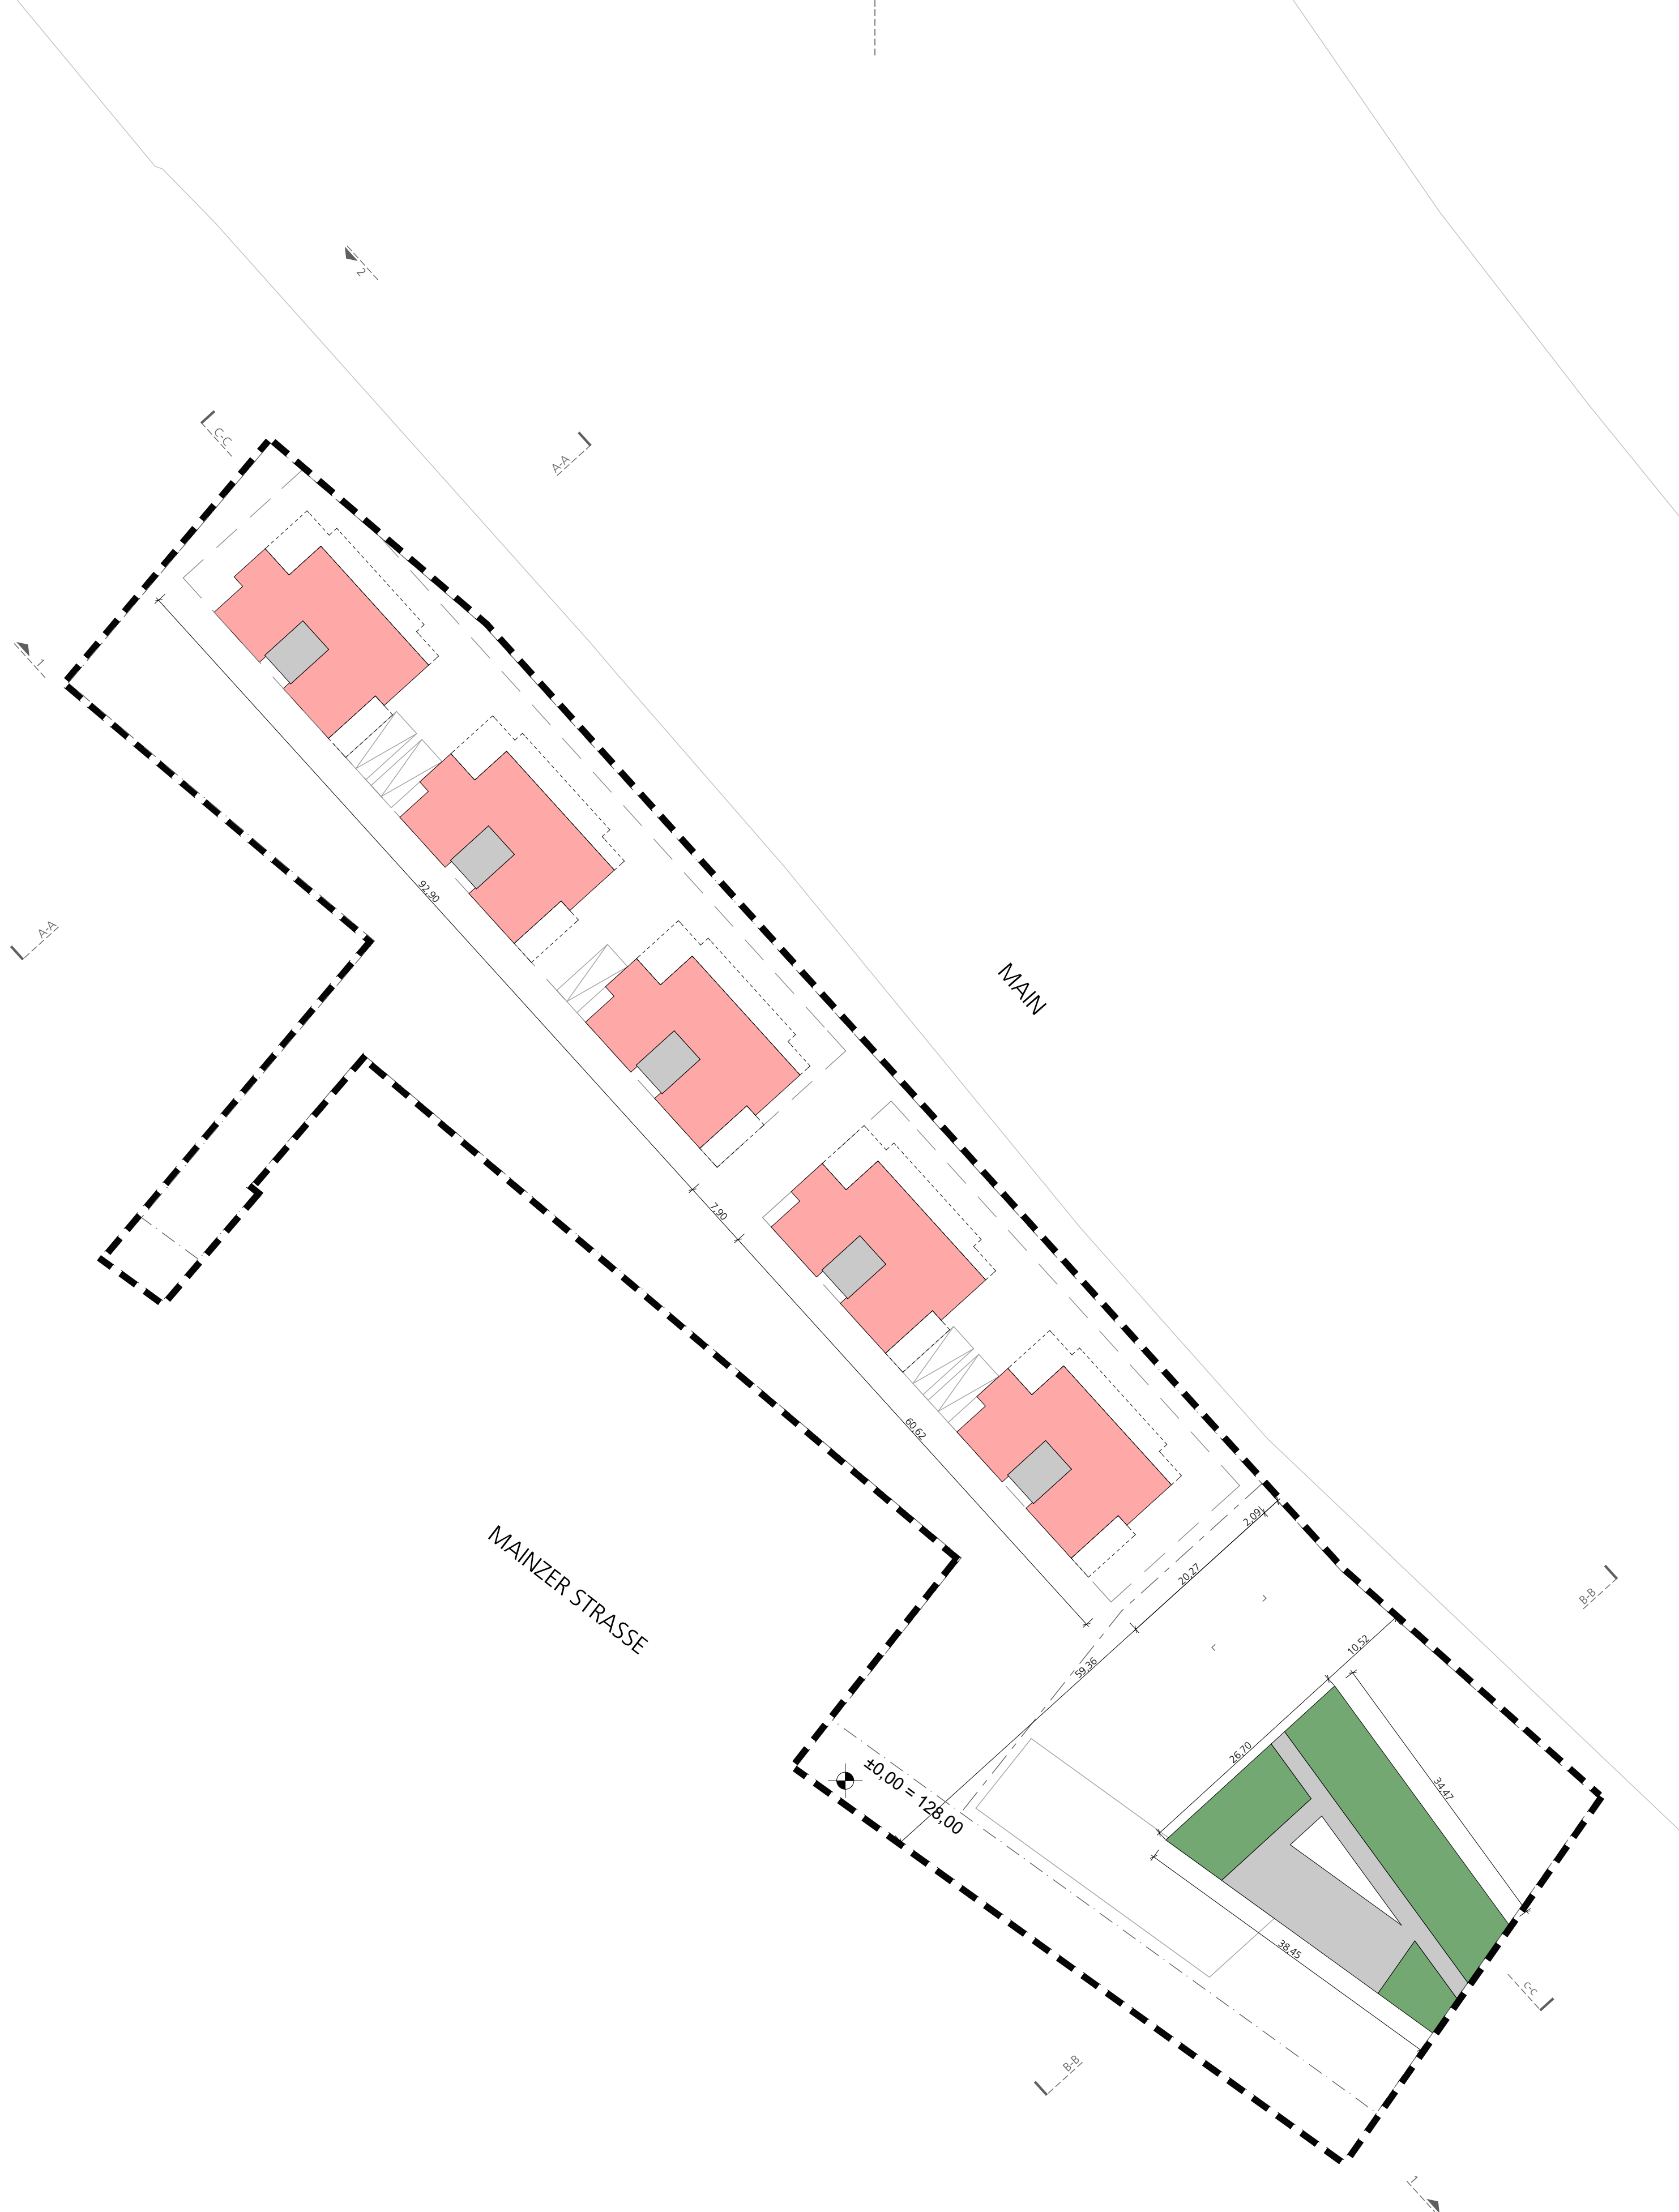 2
C-C
A-A
1
92,90
A-A
MAIN
7,90
60,62
MAINZER STRASSE
2,09
20,27
B-B
10,52
59,36
26,70
34,47
±0,00 = 128,00
38,45
C-C
B-B
1